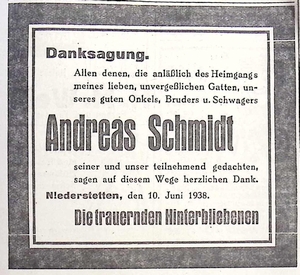 Danksagung.
Allen denen, die anläßlich des Heimgangs
meines lieben, unvergeßlichen Gatten, un-
seres guten Onkels, Bruders u. Schwagers
Andreas Schmidt
seiner und unser teilnehmend gedachten,
sagen auf diesem Wege herzlichen Dank.
Niederstetten, den 10. Juni 1938.
Die trauernden Hinterbliebenen